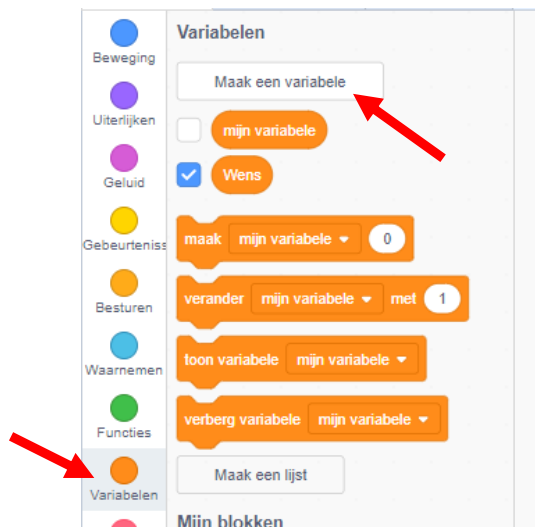 Beweging
Uiterlijken
Geluid
Gebeurteniss
Besturen
Waarnemen
Functies
Variabelen
Variabelen
Maak een variabele
mijn variabele
Wens
maak mijn variabele 0
verander mijn variabele met 1
toon variabele mijn variabele
verberg variabele mijn variabele
Maak een lijst
Mijn blokken